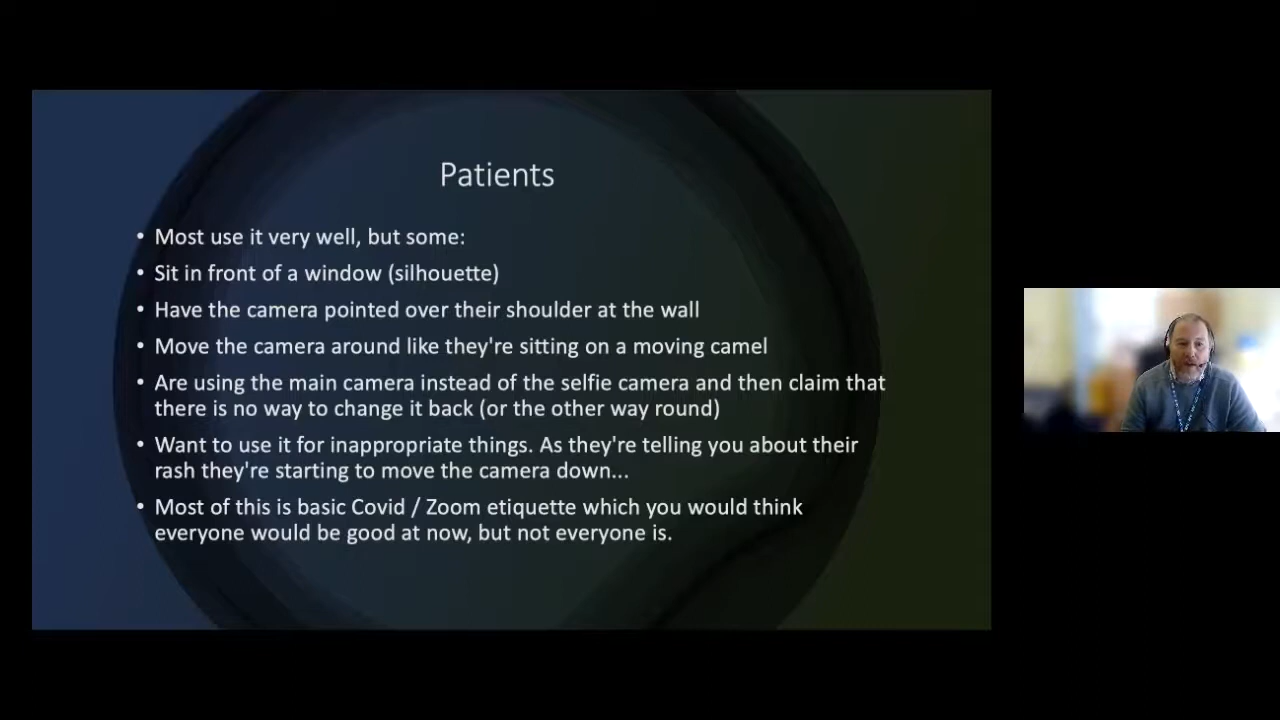 Patients
• Most use it very well, but some:
• Sit in front of a window (silhouette)
• Have the camera pointed over their shoulder at the wall
• Move the camera around like they're sitting on a moving camel
• Are using the main camera instead of the selfie camera and then claim that
there is no way to change it back (or the other way round)
• Want to use it for inappropriate things. As they're telling you about their
rash they're starting to move the camera down...
• Most of this is basic Covid / Zoom etiquette which you would think
everyone would be good at now, but not everyone is.